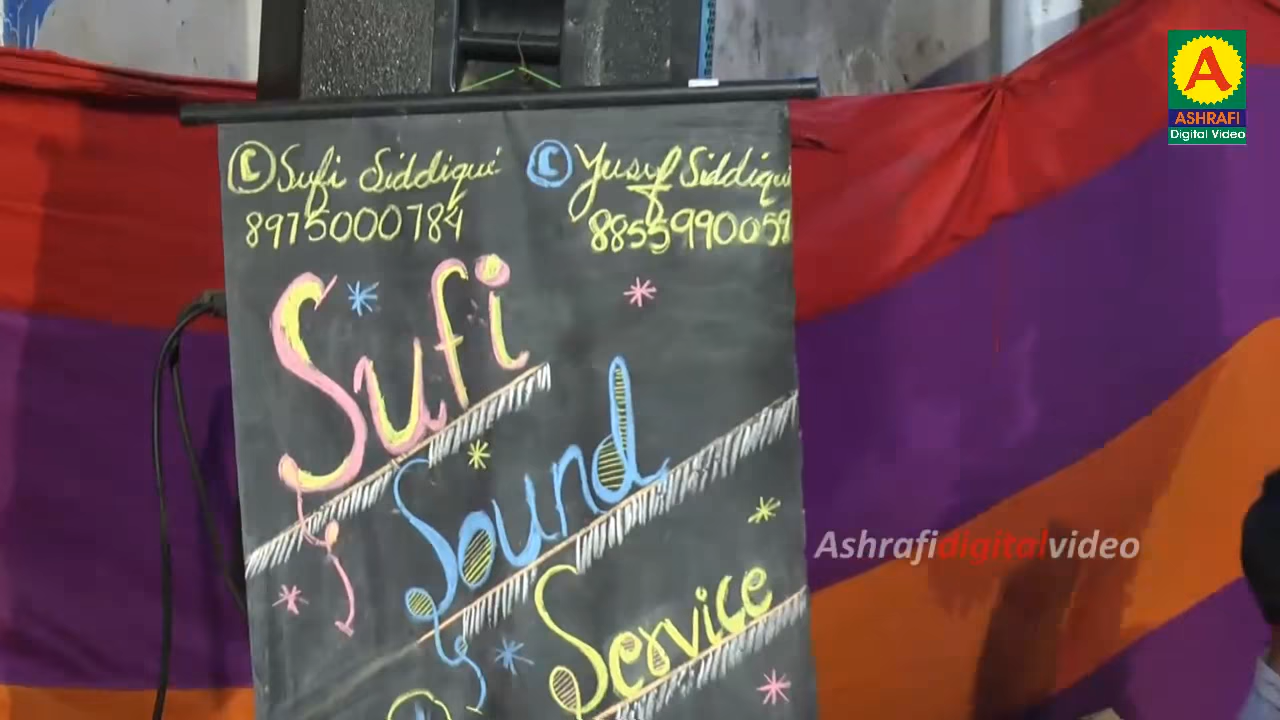 A
ASHRAFI
Digital Video
Sufi Siddiqui
8975000784
Yusuf Siddiqui
8855990059
Sufi
Sound
Service
Ashrafidigitalvideo